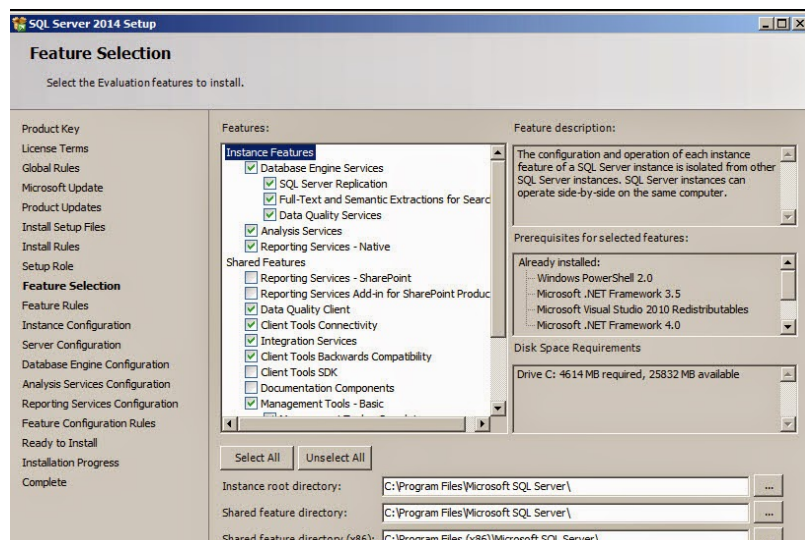 SQL Server 2014 Setup
Feature Selection
Select the Evaluation features to install.
Product Key
License Terms
Global Rules
Microsoft Update
Product Updates
Install Setup Files
Install Rules
Setup Role
Feature Selection
Feature Rules
Instance Configuration
Server Configuration
Database Engine Configuration
Analysis Services Configuration
Reporting Services Configuration
Feature Configuration Rules
Ready to Install
Installation Progress
Complete
Features:
Instance Features
Database Engine Services
SQL Server Replication
Full-Text and Semantic Extractions for Searc
Data Quality Services
Analysis Services
Reporting Services - Native
Shared Features
Reporting Services - SharePoint
Reporting Services Add-in for SharePoint Produc
Data Quality Client
Client Tools Connectivity
Integration Services
Client Tools Backwards Compatibility
Client Tools SDK
Documentation Components
Management Tools - Basic
Feature description:
The configuration and operation of each instance
feature of a SQL Server instance is isolated from other
SQL Server instances. SQL Server instances can
operate side-by-side on the same computer.
Prerequisites for selected features:
Already installed:
Windows PowerShell 2.0
Microsoft .NET Framework 3.5
Microsoft Visual Studio 2010 Redistributables
Microsoft .NET Framework 4.0
Disk Space Requirements
Drive C: 4614 MB required, 25832 MB available
Select All
Unselect All
Instance root directory: C:\Program Files\Microsoft SQL Server\ ...
Shared feature directory: C:\Program Files\Microsoft SQL Server\ ...
Shared feature directory (x86): C:\Program Files (x86)\Microsoft SQL Server\